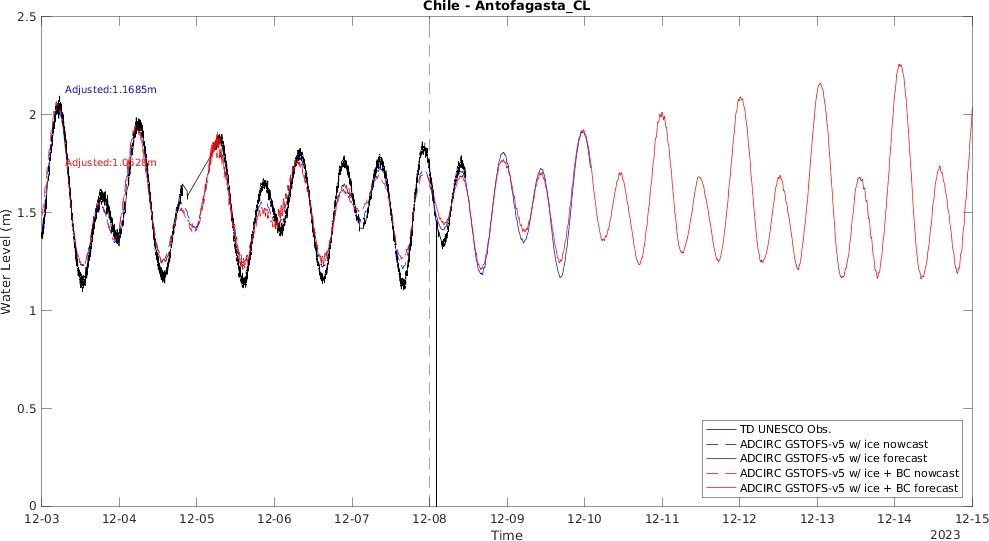 Chile - Antofagasta_CL
2.5
2
1.5
1
0.5
0
Water Level (m)
Adjusted:1.1685m
Adjusted:1.0628m
TD UNESCO Obs.
ADCIRC GSTOFS-v5 w/ ice nowcast
ADCIRC GSTOFS-v5 w/ ice forecast
ADCIRC GSTOFS-v5 w/ ice + BC nowcast
ADCIRC GSTOFS-v5 w/ ice + BC forecast
12-03 12-04 12-05 12-06 12-07 12-08 12-09 12-10 12-11 12-12 12-13 12-14 12-15
Time
2023